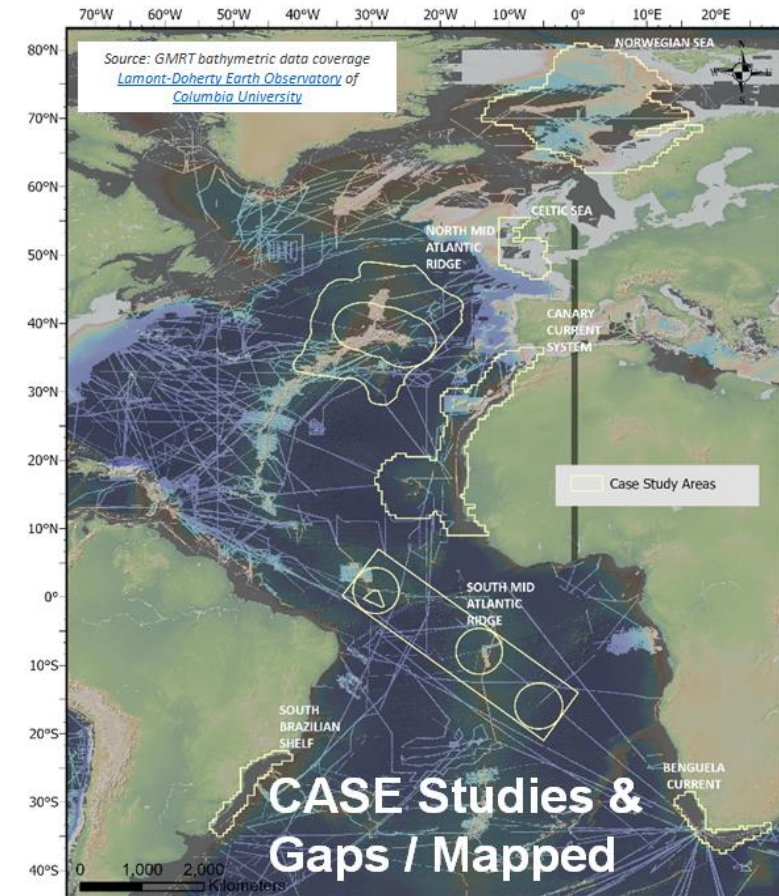 70°W 60°W 50°W 40°W 30°W 20°W 10°W 0° 10°E 20°E
80°N
Source: GMRT bathymetric data coverage
Lamont-Doherty Earth Observatory of
Columbia University
NORWEGIAN SEA
70°N
60°N
CELTIC SEA
50°N
NORTH MID
ATLANTIC
RIDGE
40°N
CANARY
CURRENT
SYSTEM
30°N
20°N
Case Study Areas
10°N
0°
SOUTH MID
ATLANTIC
RIDGE
10°S
20°S
SOUTH
BRAZILIAN
SHELF
BENGUELA
CURRENT
30°S
CASE Studies &
Gaps / Mapped
40°S
0 1,000 2,000
Kilometers